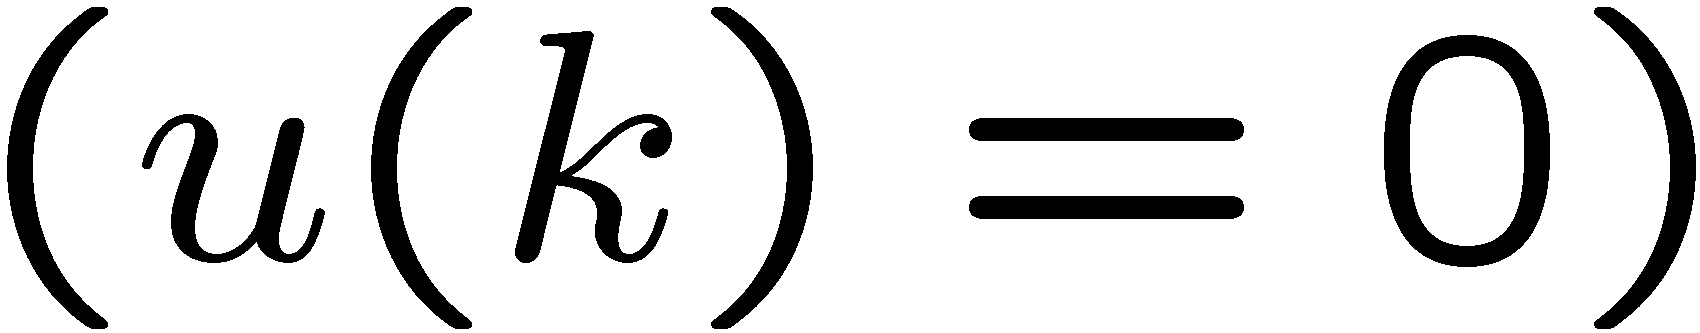 (u(k) = 0)